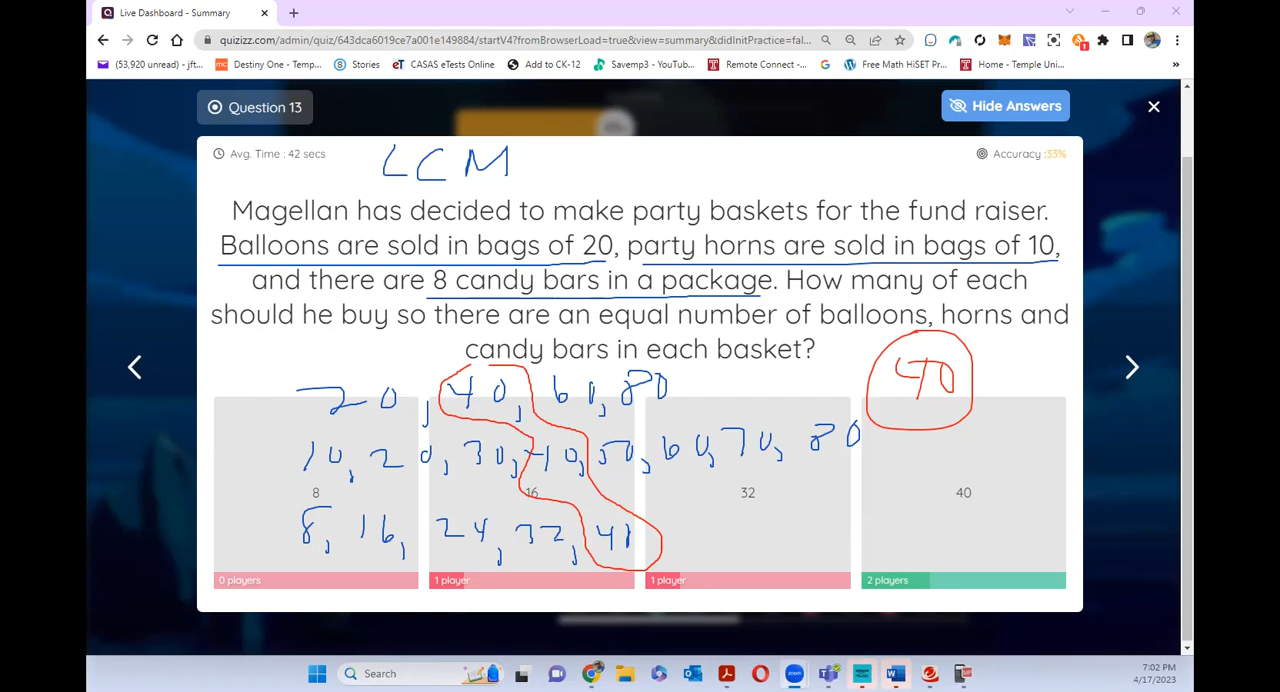 Live Dashboard - Summary
quizizz.com/admin/quiz/643dca6019ce7a001e149884/startV4?fromBrowserLoad=true&view=summary&didInitPractice=fal...
(53,920 unread) - jft... Destiny One - Temp... Stories CASAS eTests Online Add to CK-12 Savemp3 - YouTub... Remote Connect -... Free Math HiSET Pr... Home - Temple Uni... »
Question 13 Hide Answers
Avg. Time : 42 secs LCM Accuracy :33%
Magellan has decided to make party baskets for the fund raiser.
Balloons are sold in bags of 20, party horns are sold in bags of 10,
and there are 8 candy bars in a package. How many of each
should he buy so there are an equal number of balloons, horns and
candy bars in each basket?
40
20, 40, 60, 80
10, 20, 30, 40, 50, 60, 70, 80
8 16 32 40
8, 16, 24, 32, 40
0 players 1 player 1 player 2 players
Search
7:02 PM
4/17/2023